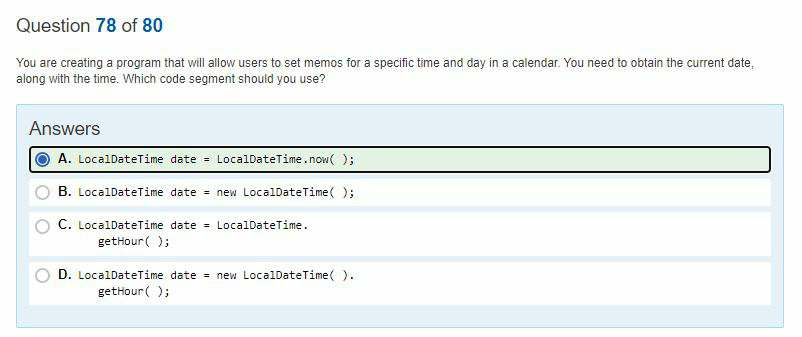 Question 78 of 80
You are creating a program that will allow users to set memos for a specific time and day in a calendar. You need to obtain the current date,
along with the time. Which code segment should you use?
Answers
A. LocalDateTime date = LocalDateTime.now( );
B. LocalDateTime date = new LocalDateTime( );
C. LocalDateTime date = LocalDateTime.
getHour( );
D. LocalDateTime date = new LocalDateTime( ).
getHour( );